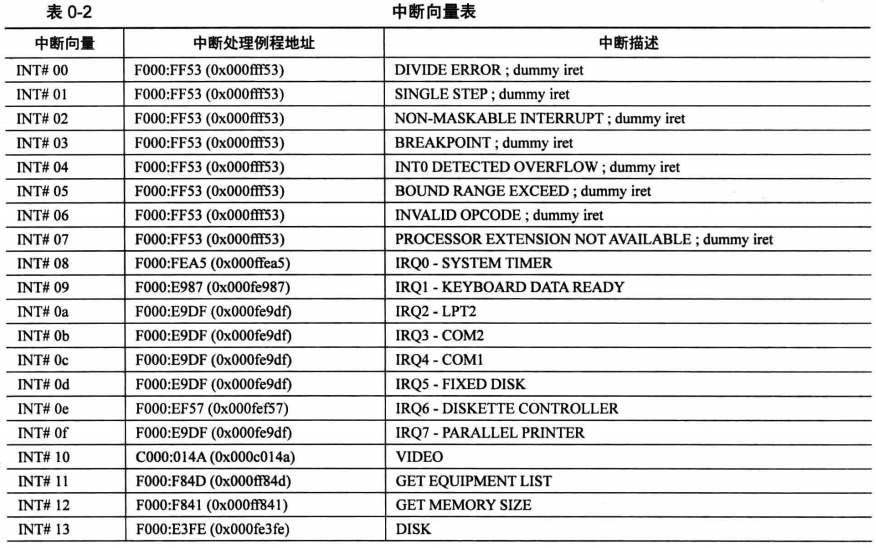 表 0-2 中断向量表
中断向量 中断处理例程地址 中断描述
INT# 00 F000:FF53 (0x000fff53) DIVIDE ERROR ; dummy iret
INT# 01 F000:FF53 (0x000fff53) SINGLE STEP ; dummy iret
INT# 02 F000:FF53 (0x000fff53) NON-MASKABLE INTERRUPT ; dummy iret
INT# 03 F000:FF53 (0x000fff53) BREAKPOINT ; dummy iret
INT# 04 F000:FF53 (0x000fff53) INT0 DETECTED OVERFLOW ; dummy iret
INT# 05 F000:FF53 (0x000fff53) BOUND RANGE EXCEED ; dummy iret
INT# 06 F000:FF53 (0x000fff53) INVALID OPCODE ; dummy iret
INT# 07 F000:FF53 (0x000fff53) PROCESSOR EXTENSION NOT AVAILABLE ; dummy iret
INT# 08 F000:FEA5 (0x000ffea5) IRQ0 - SYSTEM TIMER
INT# 09 F000:E987 (0x000fe987) IRQ1 - KEYBOARD DATA READY
INT# 0a F000:E9DF (0x000fe9df) IRQ2 - LPT2
INT# 0b F000:E9DF (0x000fe9df) IRQ3 - COM2
INT# 0c F000:E9DF (0x000fe9df) IRQ4 - COM1
INT# 0d F000:E9DF (0x000fe9df) IRQ5 - FIXED DISK
INT# 0e F000:EF57 (0x000fef57) IRQ6 - DISKETTE CONTROLLER
INT# 0f F000:E9DF (0x000fe9df) IRQ7 - PARALLEL PRINTER
INT# 10 C000:014A (0x000c014a) VIDEO
INT# 11 F000:F84D (0x000ff84d) GET EQUIPMENT LIST
INT# 12 F000:F841 (0x000ff841) GET MEMORY SIZE
INT# 13 F000:E3FE (0x000fe3fe) DISK